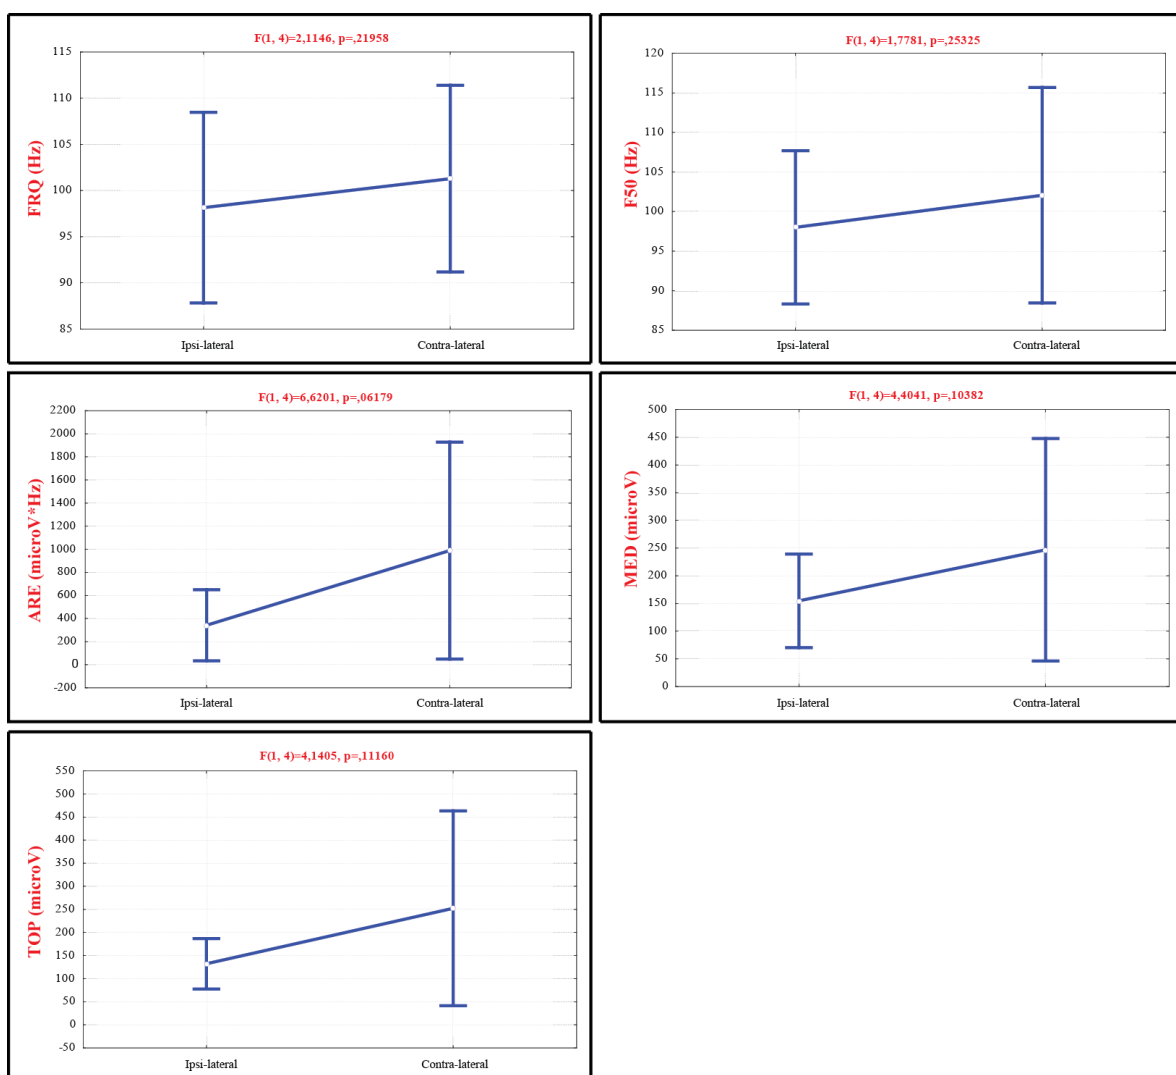 F(1, 4)=2,1146, p=,21958
FRQ (Hz)
115
110
105
100
95
90
85
Ipsi-lateral
Contra-lateral
F(1, 4)=1,7781, p=,25325
F50 (Hz)
120
115
110
105
100
95
90
85
Ipsi-lateral
Contra-lateral
F(1, 4)=6,6201, p=,06179
ARE (microV*Hz)
2200
2000
1800
1600
1400
1200
1000
800
600
400
200
0
-200
Ipsi-lateral
Contra-lateral
F(1, 4)=4,4041, p=,10382
MED (microV)
500
450
400
350
300
250
200
150
100
50
0
Ipsi-lateral
Contra-lateral
F(1, 4)=4,1405, p=,11160
TOP (microV)
550
500
450
400
350
300
250
200
150
100
50
0
-50
Ipsi-lateral
Contra-lateral